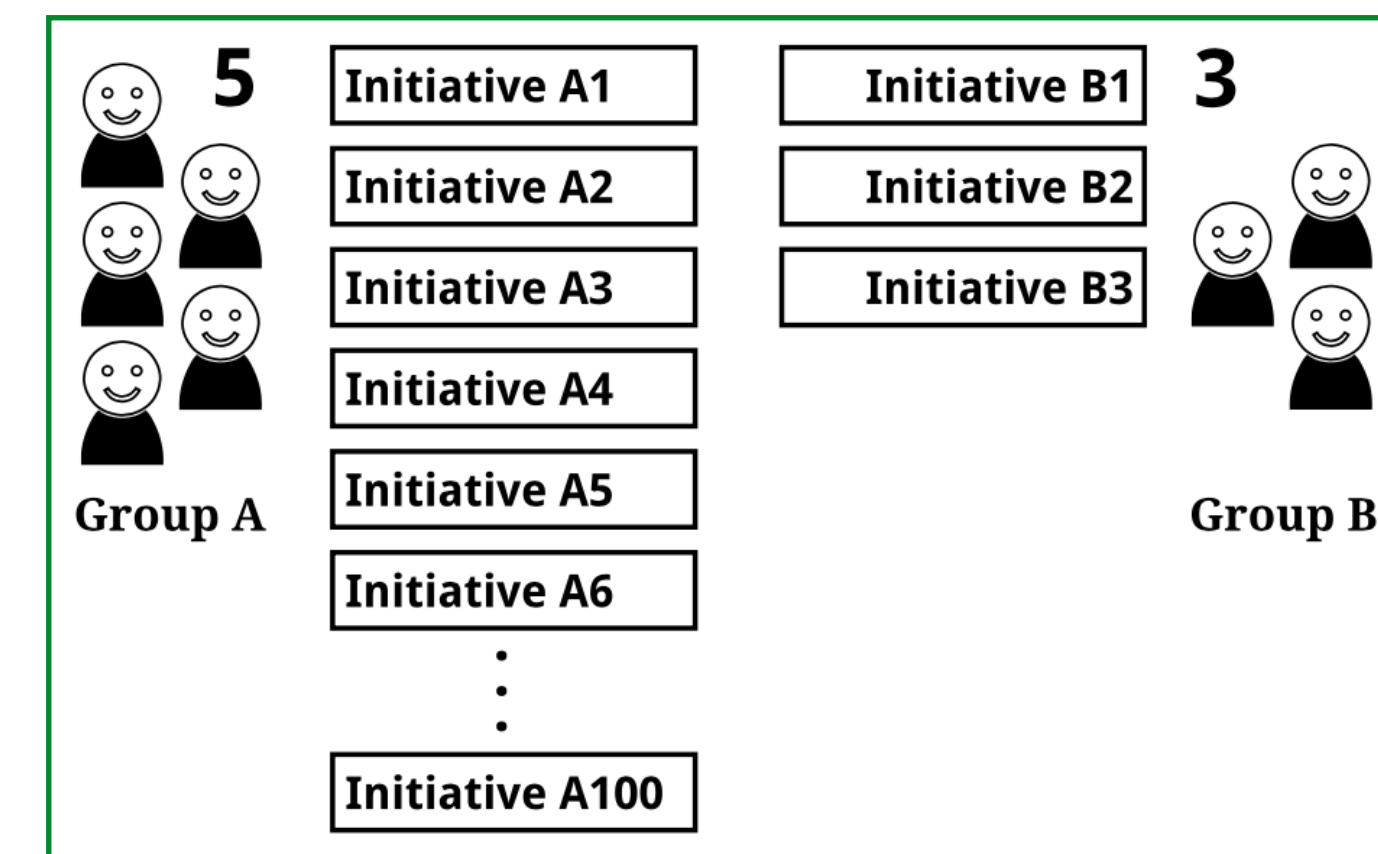 5
Initiative A1
Initiative B1
3
Initiative A2
Initiative B2
Initiative A3
Initiative B3
Initiative A4
Initiative A5
Group A
Group B
Initiative A6
Initiative A100